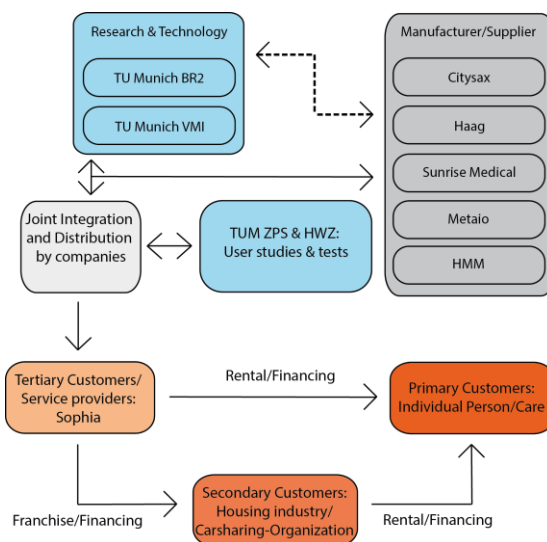 Research & Technology
TU Munich BR2
TU Munich VMI
Manufacturer/Supplier
Citysax
Haag
Sunrise Medical
Metaio
HMM
Joint Integration
and Distribution
by companies
TUM ZPS & HWZ:
User studies & tests
Tertiary Customers/
Service providers:
Sophia
Rental/Financing
Primary Customers:
Individual Person/Care
Franchise/Financing
Secondary Customers:
Housing industry/
Carsharing-Organization
Rental/Financing